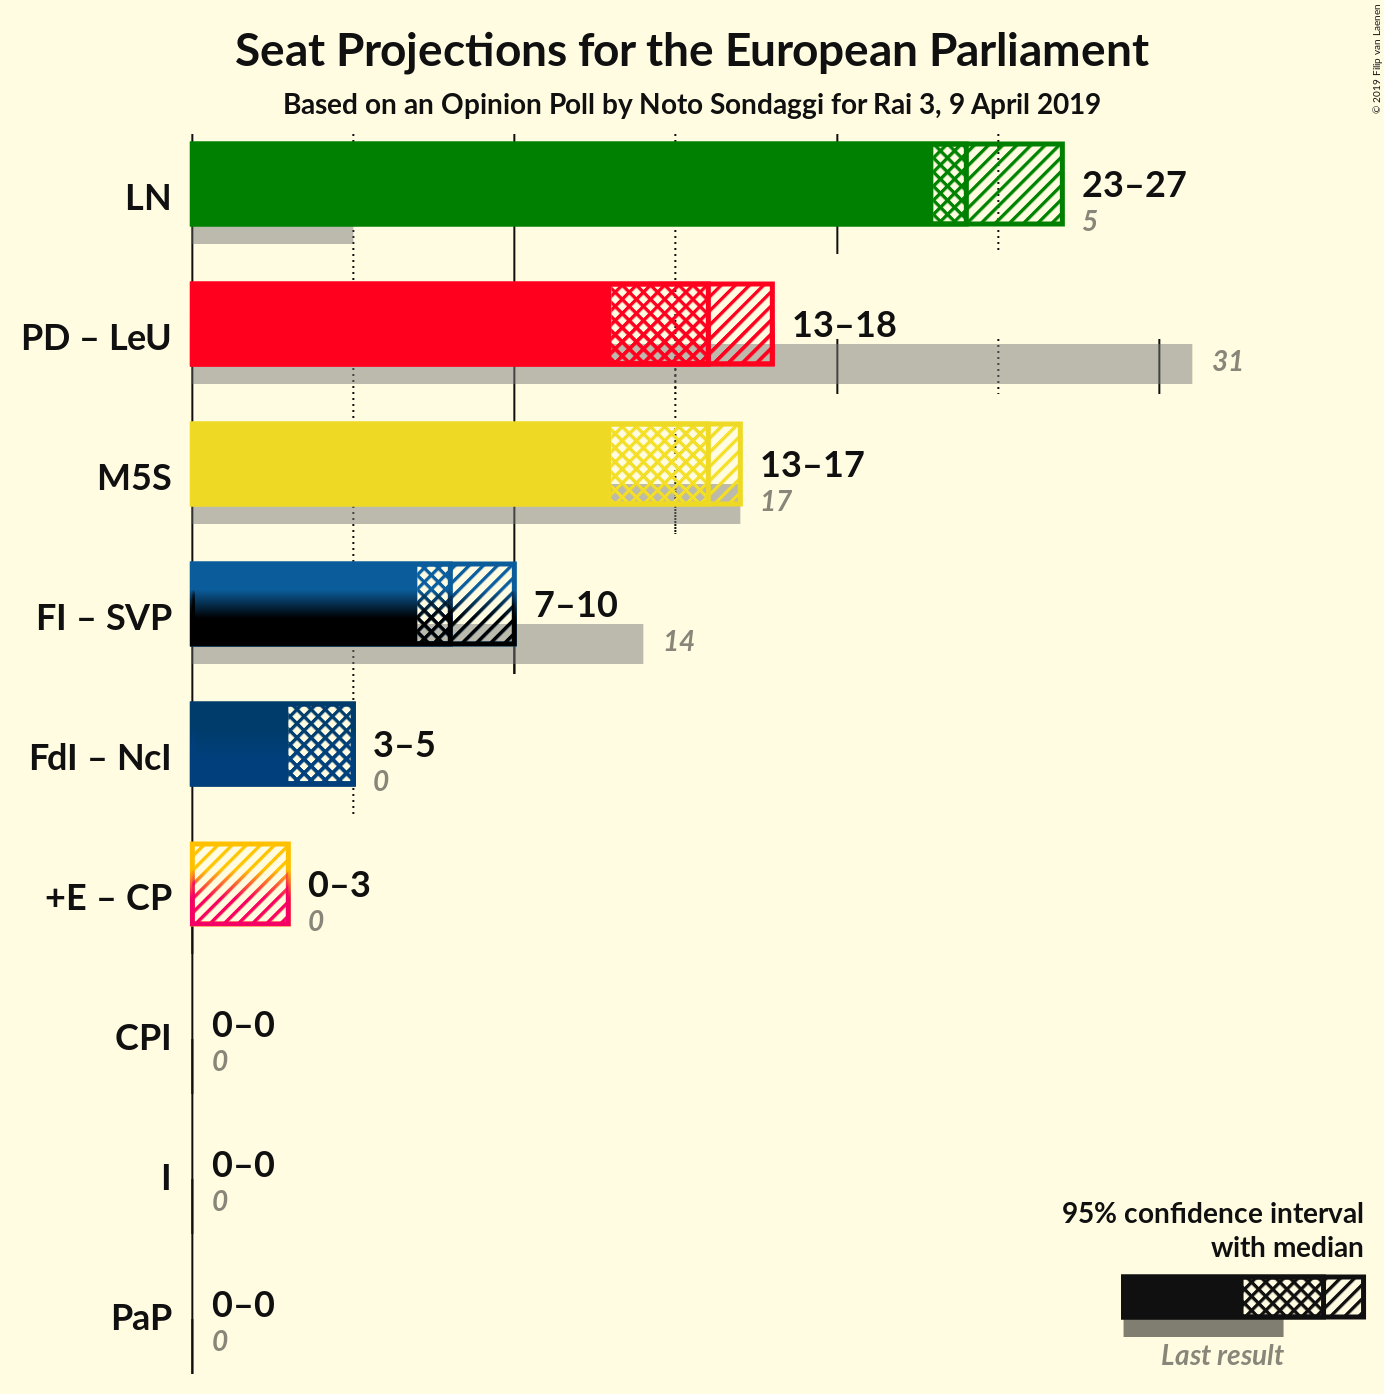 Seat Projections for the European Parliament
Based on an Opinion Poll by Noto Sondaggi for Rai 3, 9 April 2019
© 2019 Filip van Laenen
LN
23–27
5
PD – LeU
13–18
31
M5S
13–17
17
FI – SVP
7–10
14
FdI – NcI
3–5
0
+E – CP
0–3
0
CPI
0–0
0
I
0–0
0
PaP
0–0
0
95% confidence interval
with median
Last result